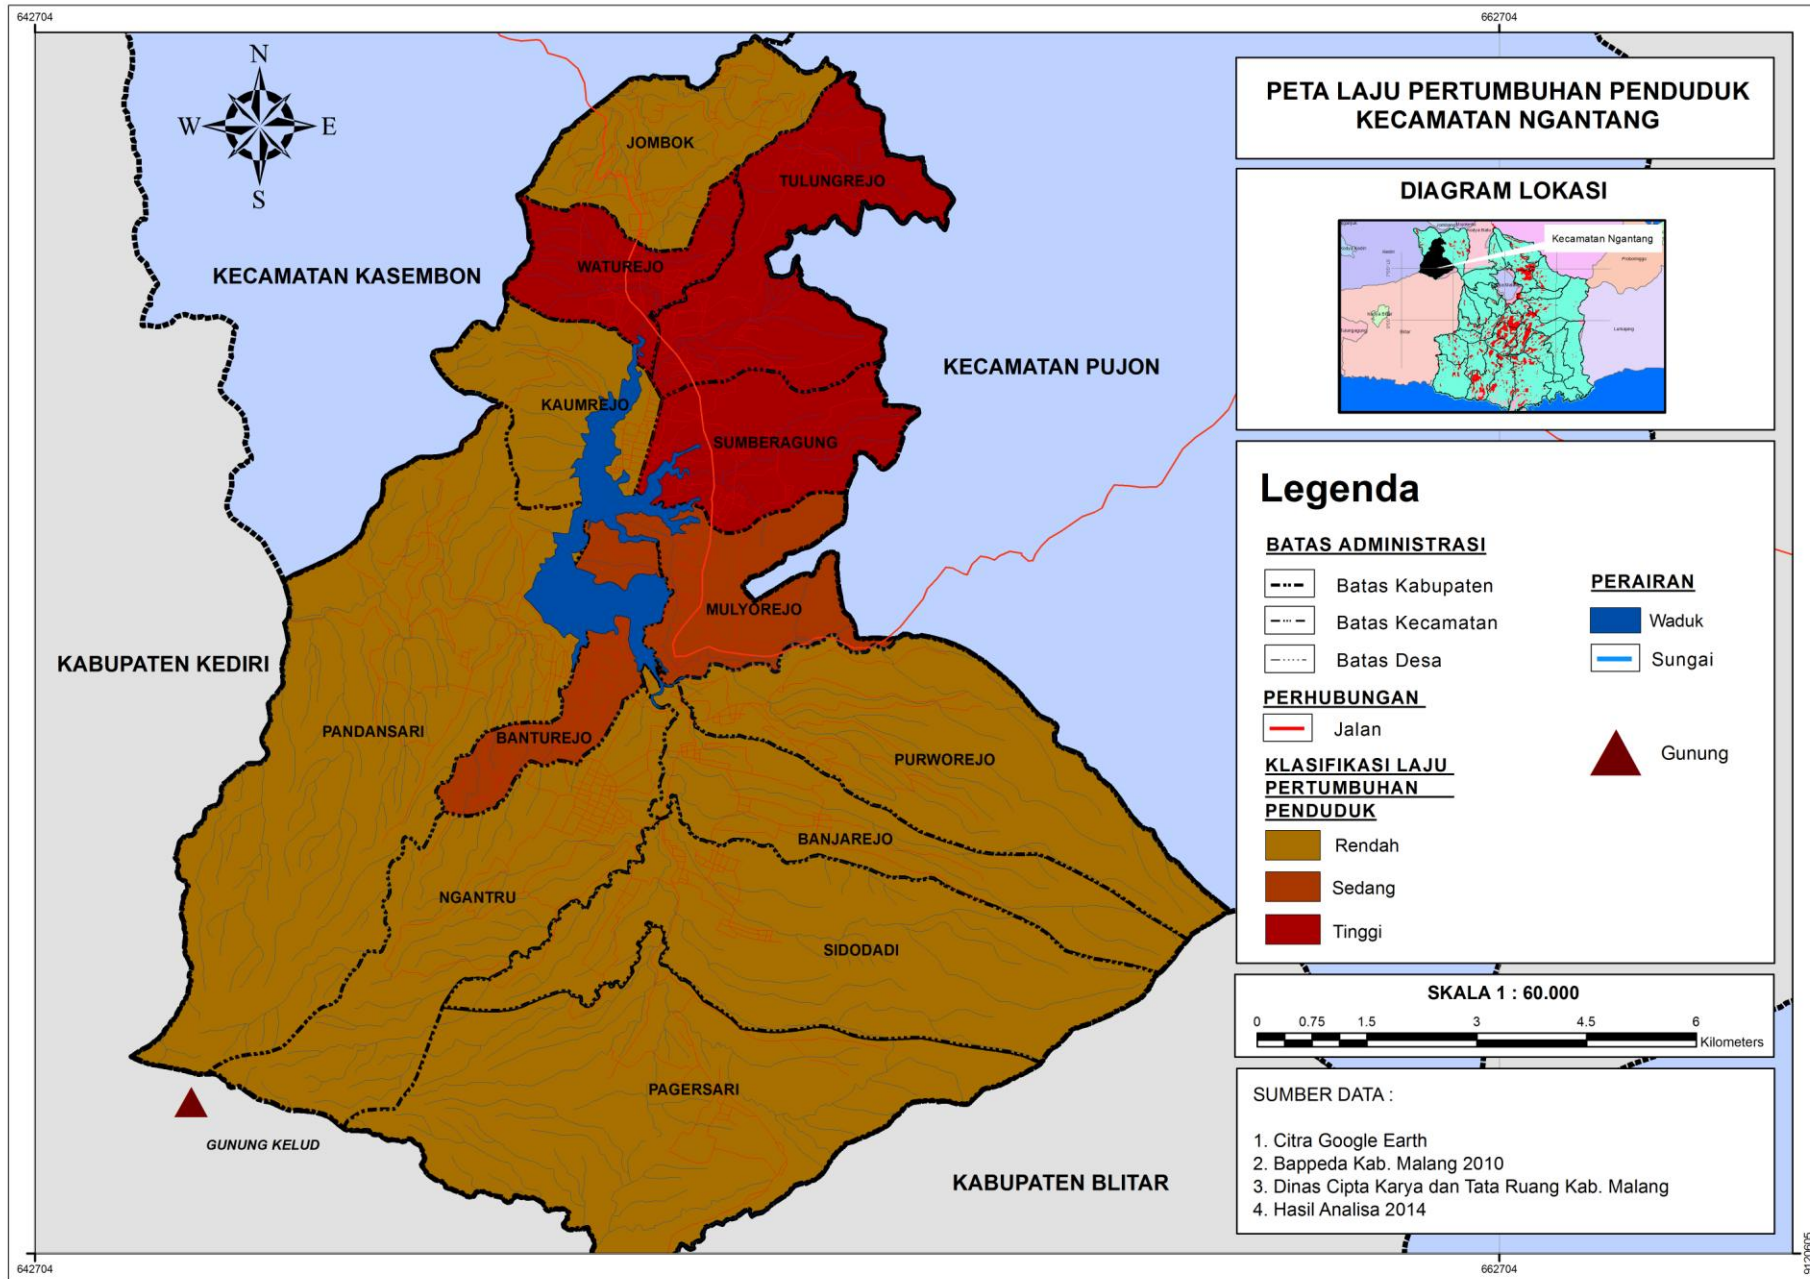 642704
662704
N
W
E
S
JOMBOK
TULUNGREJO
WATUREJO
KECAMATAN KASEMBON
KECAMATAN PUJON
KAUMREJO
SUMBERAGUNG
MULYOREJO
KABUPATEN KEDIRI
PANDANSARI
BANTUREJO
PURWOREJO
BANJAREJO
NGANTRU
SIDODADI
PAGERSARI
GUNUNG KELUD
KABUPATEN BLITAR
PETA LAJU PERTUMBUHAN PENDUDUK
KECAMATAN NGANTANG
DIAGRAM LOKASI
Kecamatan Ngantang
Probolinggo
Lumajang
Blitar
Legenda
BATAS ADMINISTRASI
Batas Kabupaten
Batas Kecamatan
Batas Desa
PERHUBUNGAN
Jalan
KLASIFIKASI LAJU
PERTUMBUHAN
PENDUDUK
Rendah
Sedang
Tinggi
PERAIRAN
Waduk
Sungai
Gunung
SKALA 1 : 60.000
0 0.75 1.5 3 4.5 6
Kilometers
SUMBER DATA :
1. Citra Google Earth
2. Bappeda Kab. Malang 2010
3. Dinas Cipta Karya dan Tata Ruang Kab. Malang
4. Hasil Analisa 2014
642704
662704
9120605